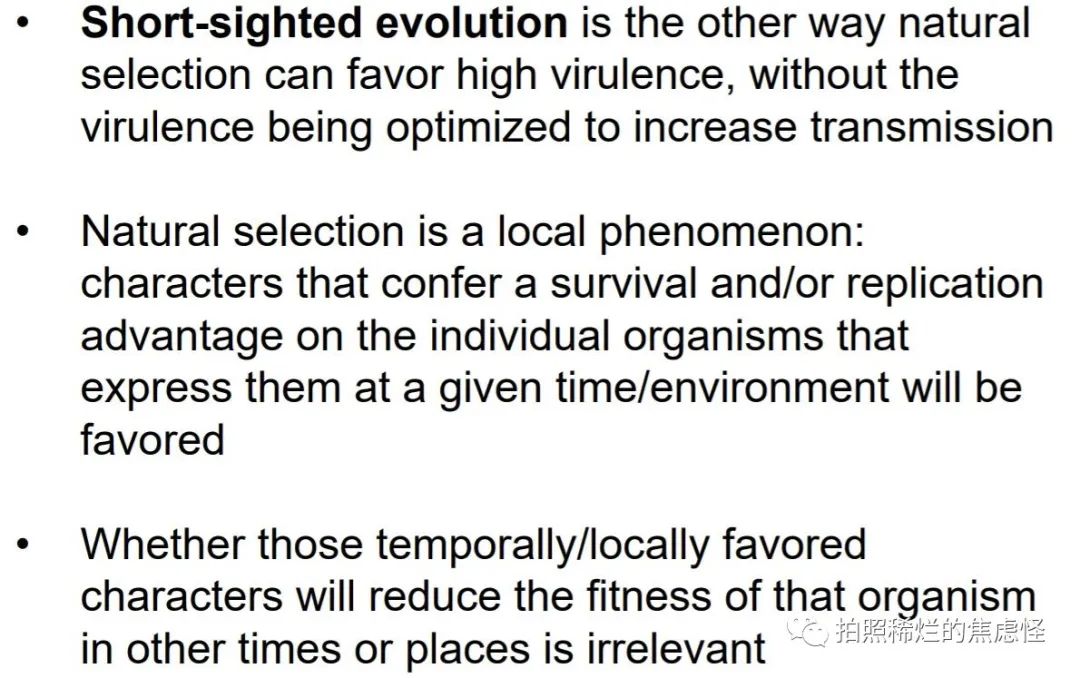 • Short-sighted evolution is the other way natural
selection can favor high virulence, without the
virulence being optimized to increase transmission
• Natural selection is a local phenomenon:
characters that confer a survival and/or replication
advantage on the individual organisms that
express them at a given time/environment will be
favored
• Whether those temporally/locally favored
characters will reduce the fitness of that organism
in other times or places is irrelevant
拍照稀烂的焦虑怪